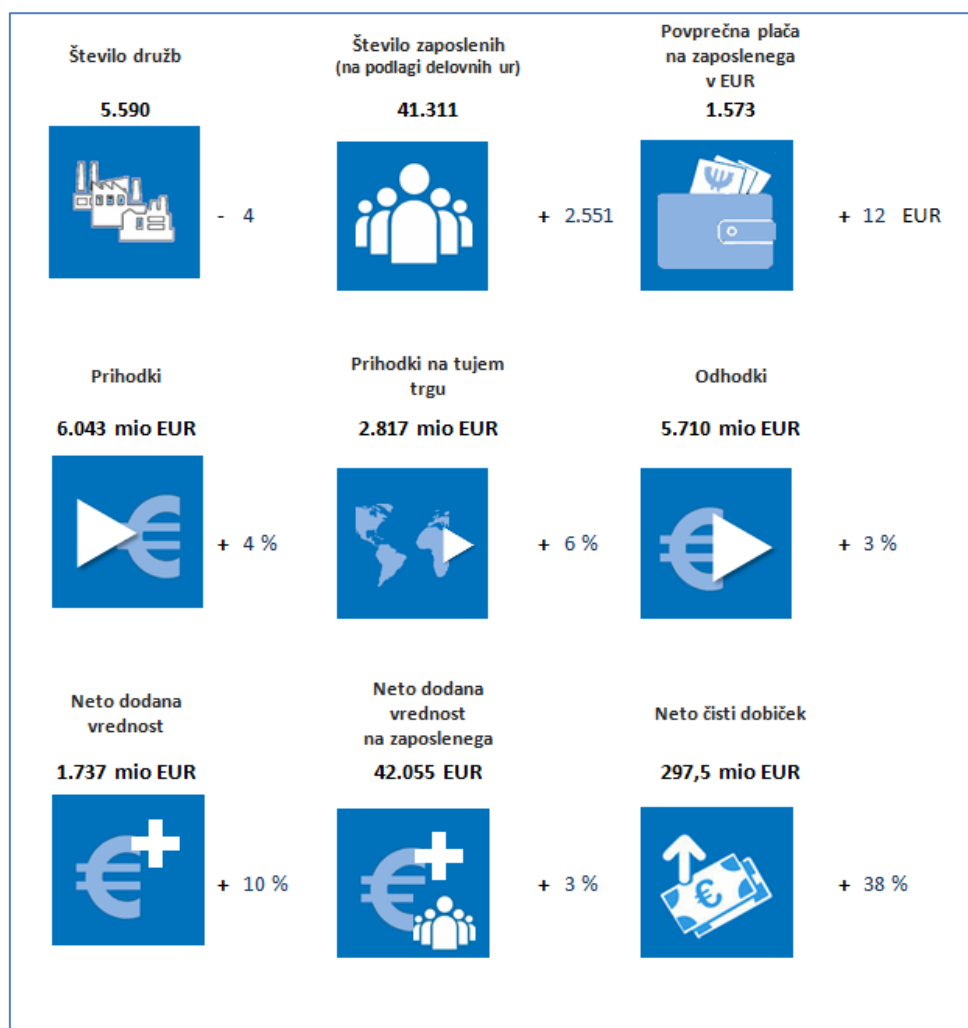 Število družb
5.590
- 4
Število zaposlenih
(na podlagi delovnih ur)
41.311
+ 2.551
Povprečna plača
na zaposlenega
v EUR
1.573
+ 12 EUR
Prihodki
6.043 mio EUR
+ 4 %
Prihodki na tujem
trgu
2.817 mio EUR
+ 6 %
Odhodki
5.710 mio EUR
+ 3 %
Neto dodana
vrednost
1.737 mio EUR
+ 10 %
Neto dodana
vrednost
na zaposlenega
42.055 EUR
+ 3 %
Neto čisti dobiček
297,5 mio EUR
+ 38 %